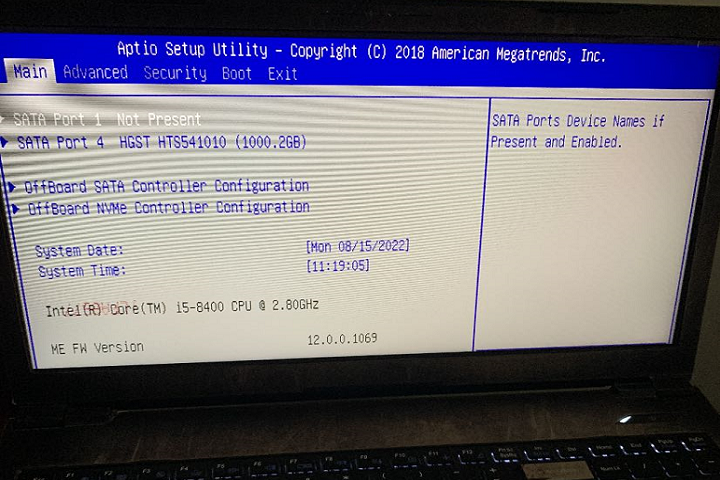 Aptio Setup Utility - Copyright (C) 2018 American Megatrends, Inc.
Main Advanced Security Boot Exit
SATA Port 1 Not Present
SATA Port 4 HGST HTS541010 (1000.2GB)
OffBoard SATA Controller Configuration
OffBoard NVMe Controller Configuration
System Date: [Mon 08/15/2022]
System Time: [11:19:05]
Intel(R) Core(TM) i5-8400 CPU @ 2.80GHz
ME FW Version 12.0.0.1069
SATA Ports Device Names if
Present and Enabled.